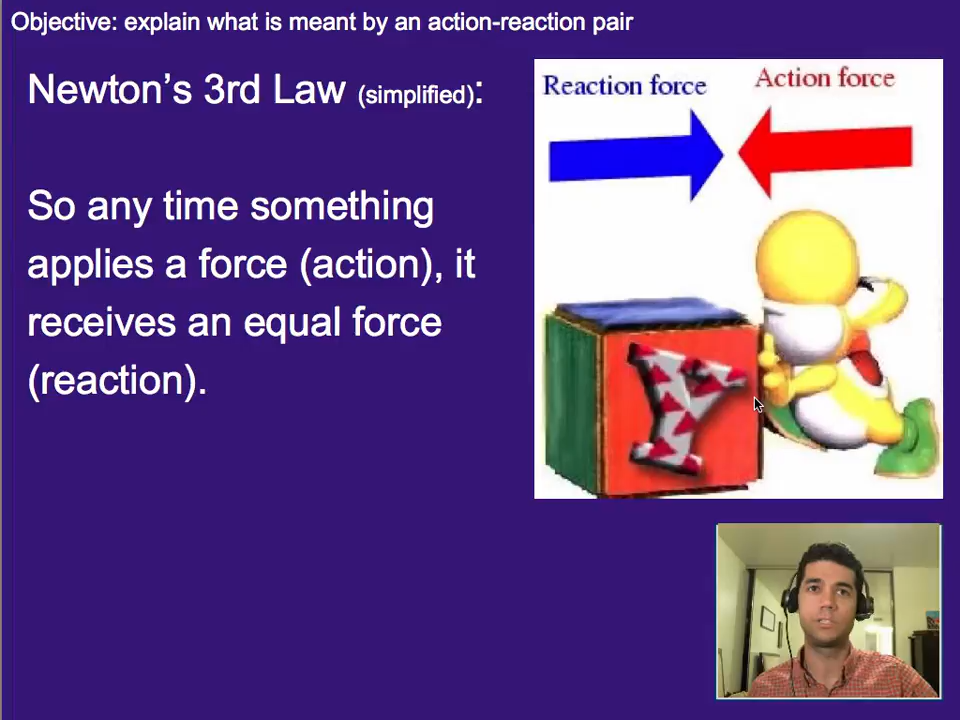 Objective: explain what is meant by an action-reaction pair
Newton's 3rd Law (simplified):
So any time something
applies a force (action), it
receives an equal force
(reaction).
Reaction force
Action force
Y